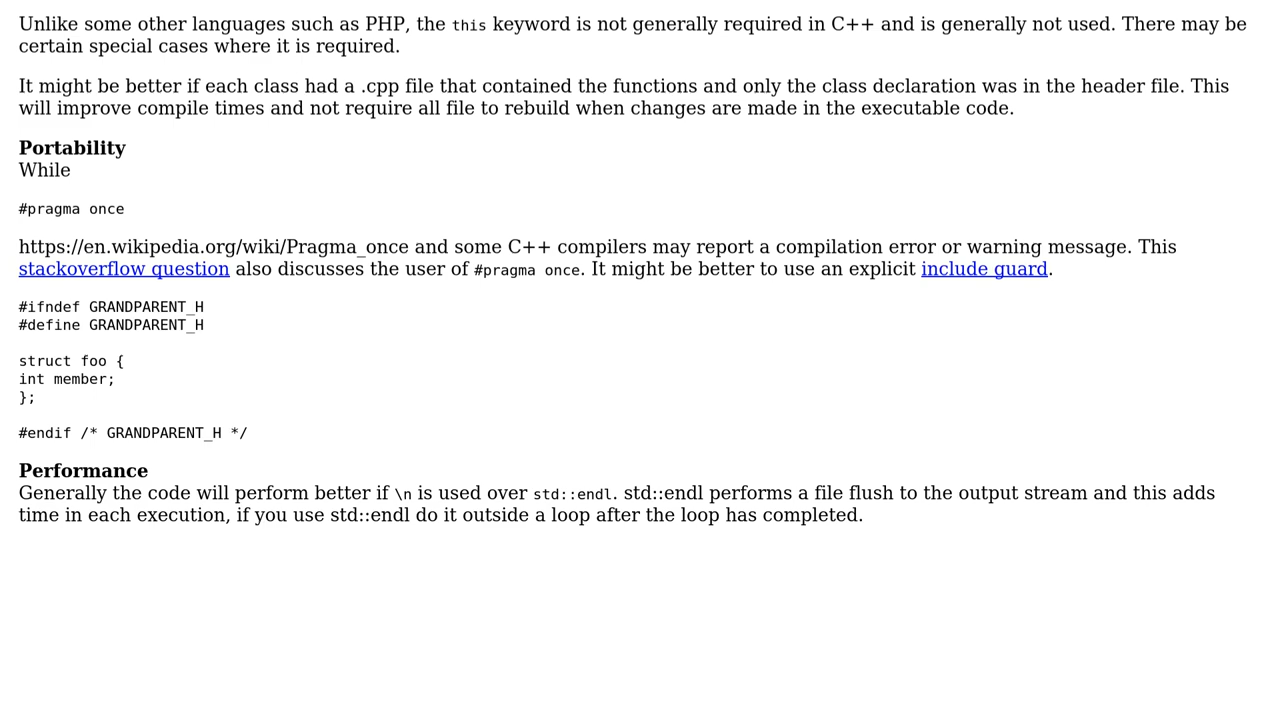 Unlike some other languages such as PHP, the this keyword is not generally required in C++ and is generally not used. There may be
certain special cases where it is required.
It might be better if each class had a .cpp file that contained the functions and only the class declaration was in the header file. This
will improve compile times and not require all file to rebuild when changes are made in the executable code.
Portability
While
#pragma once
https://en.wikipedia.org/wiki/Pragma_once and some C++ compilers may report a compilation error or warning message. This
stackoverflow question also discusses the user of #pragma once. It might be better to use an explicit include guard.
#ifndef GRANDPARENT_H
#define GRANDPARENT_H
struct foo {
int member;
};
#endif /* GRANDPARENT_H */
Performance
Generally the code will perform better if \n is used over std::endl. std::endl performs a file flush to the output stream and this adds
time in each execution, if you use std::endl do it outside a loop after the loop has completed.